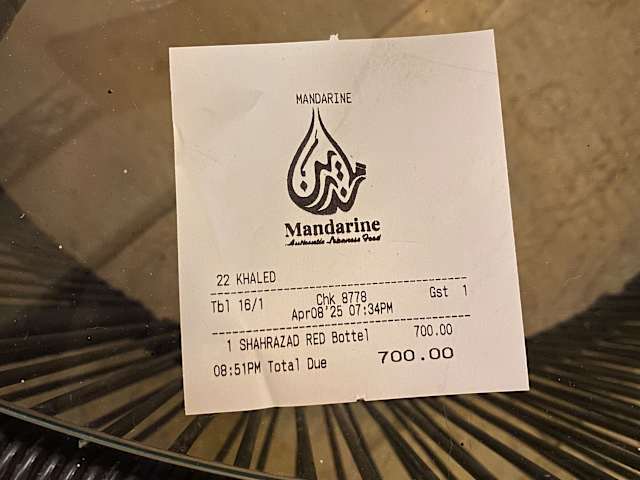 MANDARINE
مندرين
Mandarine
Authentic Lebanese Food
22 KHALED
Tbl 16/1 Chk 8778 Gst 1
Apr08'25 07:34PM
1 SHAHRAZAD RED Bottel 700.00
08:51PM Total Due 700.00